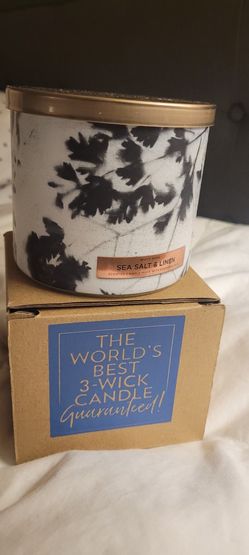 SEA SALT & LINEN
THE
WORLD'S
BEST
3-WICK
CANDLE
Guaranteed!